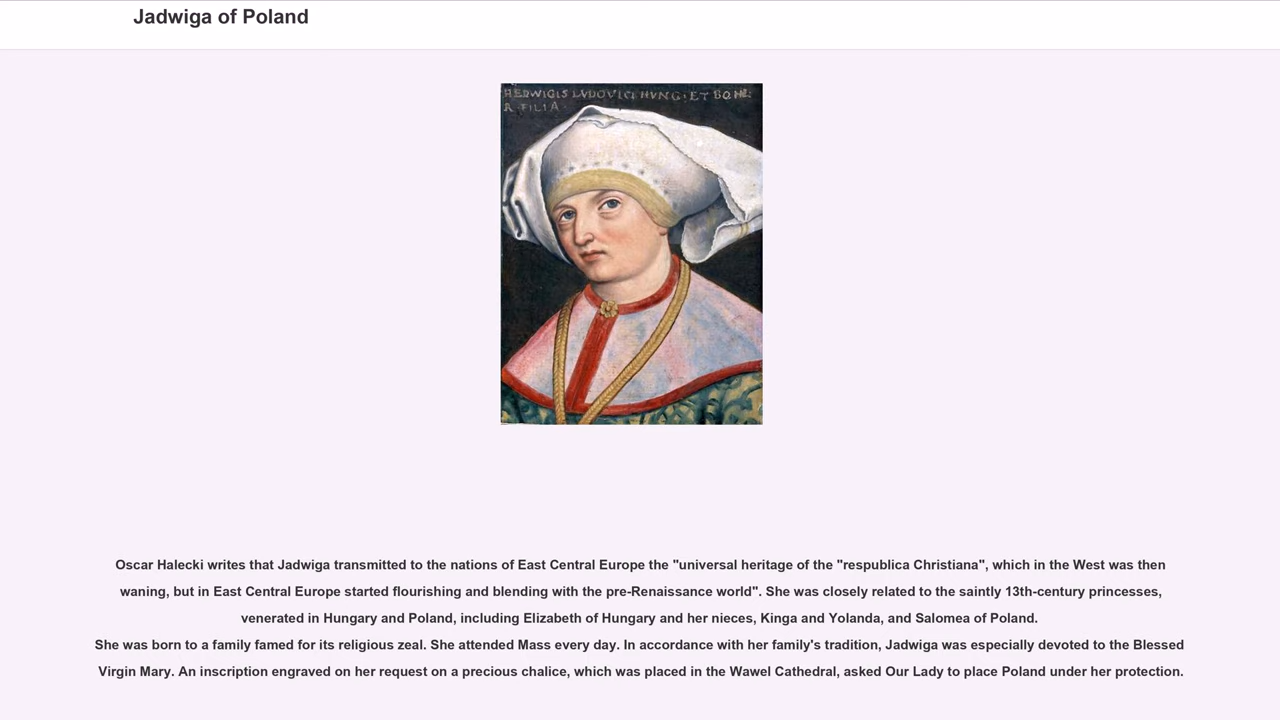 Jadwiga of Poland
HEDWIGIS LVDOVICI HVNG: ET BOHE:
R FILIA
Oscar Halecki writes that Jadwiga transmitted to the nations of East Central Europe the "universal heritage of the "respublica Christiana", which in the West was then
waning, but in East Central Europe started flourishing and blending with the pre-Renaissance world". She was closely related to the saintly 13th-century princesses,
venerated in Hungary and Poland, including Elizabeth of Hungary and her nieces, Kinga and Yolanda, and Salomea of Poland.
She was born to a family famed for its religious zeal. She attended Mass every day. In accordance with her family's tradition, Jadwiga was especially devoted to the Blessed
Virgin Mary. An inscription engraved on her request on a precious chalice, which was placed in the Wawel Cathedral, asked Our Lady to place Poland under her protection.